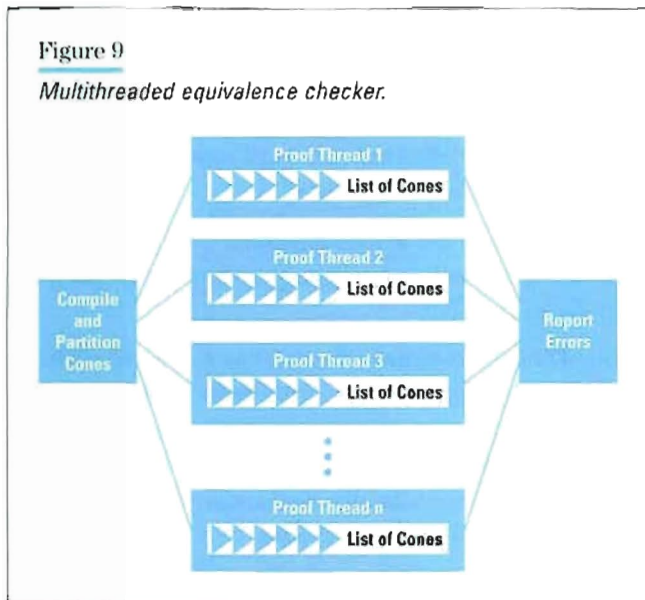 Figure 9
Multithreaded equivalence checker.
Proof Thread 1
List of Cones
Proof Thread 2
List of Cones
Compile
and
Partition
Cones
Report
Errors
Proof Thread 3
List of Cones
Proof Thread n
List of Cones